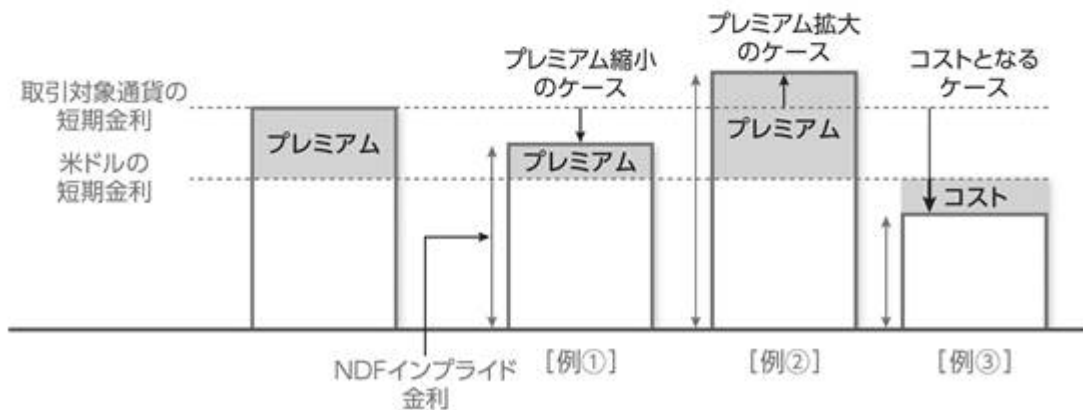 取引対象通貨の
短期金利
米ドルの
短期金利
プレミアム
プレミアム縮小
のケース
プレミアム
プレミアム拡大
のケース
プレミアム
コストとなる
ケース
コスト
NDFインプライド
金利
［例①］
［例②］
［例③］